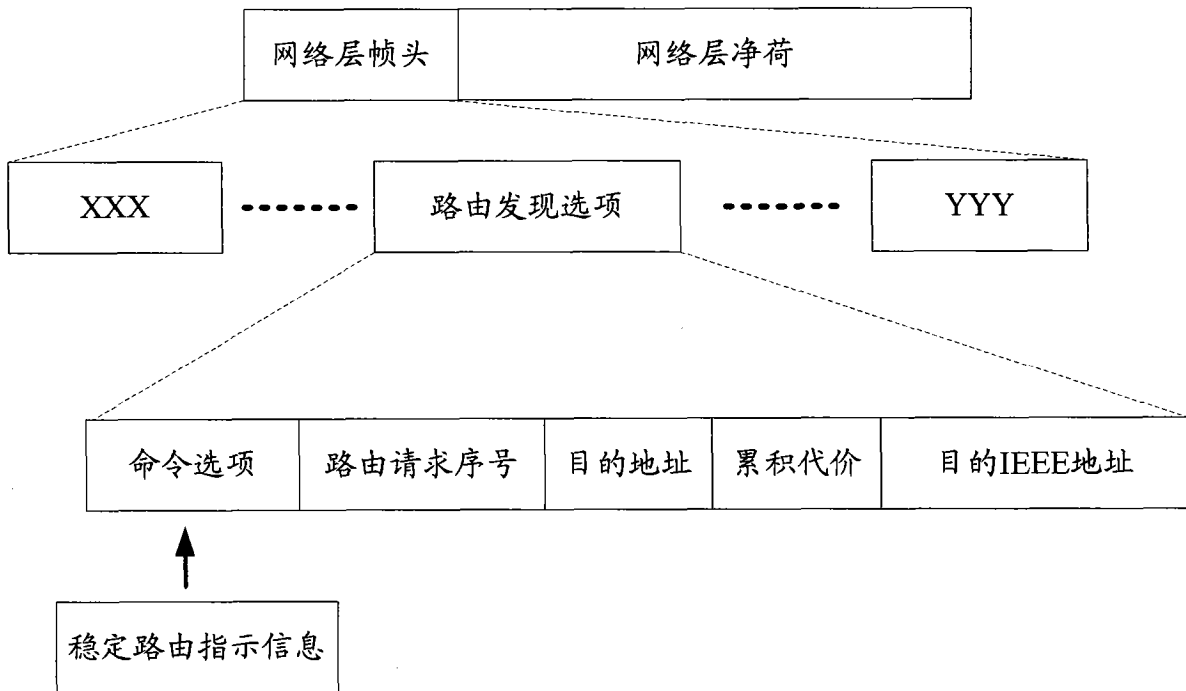 网络层帧头
网络层净荷
XXX
路由发现选项
YYY
命令选项
路由请求序号
目的地址
累积代价
目的IEEE地址
稳定路由指示信息